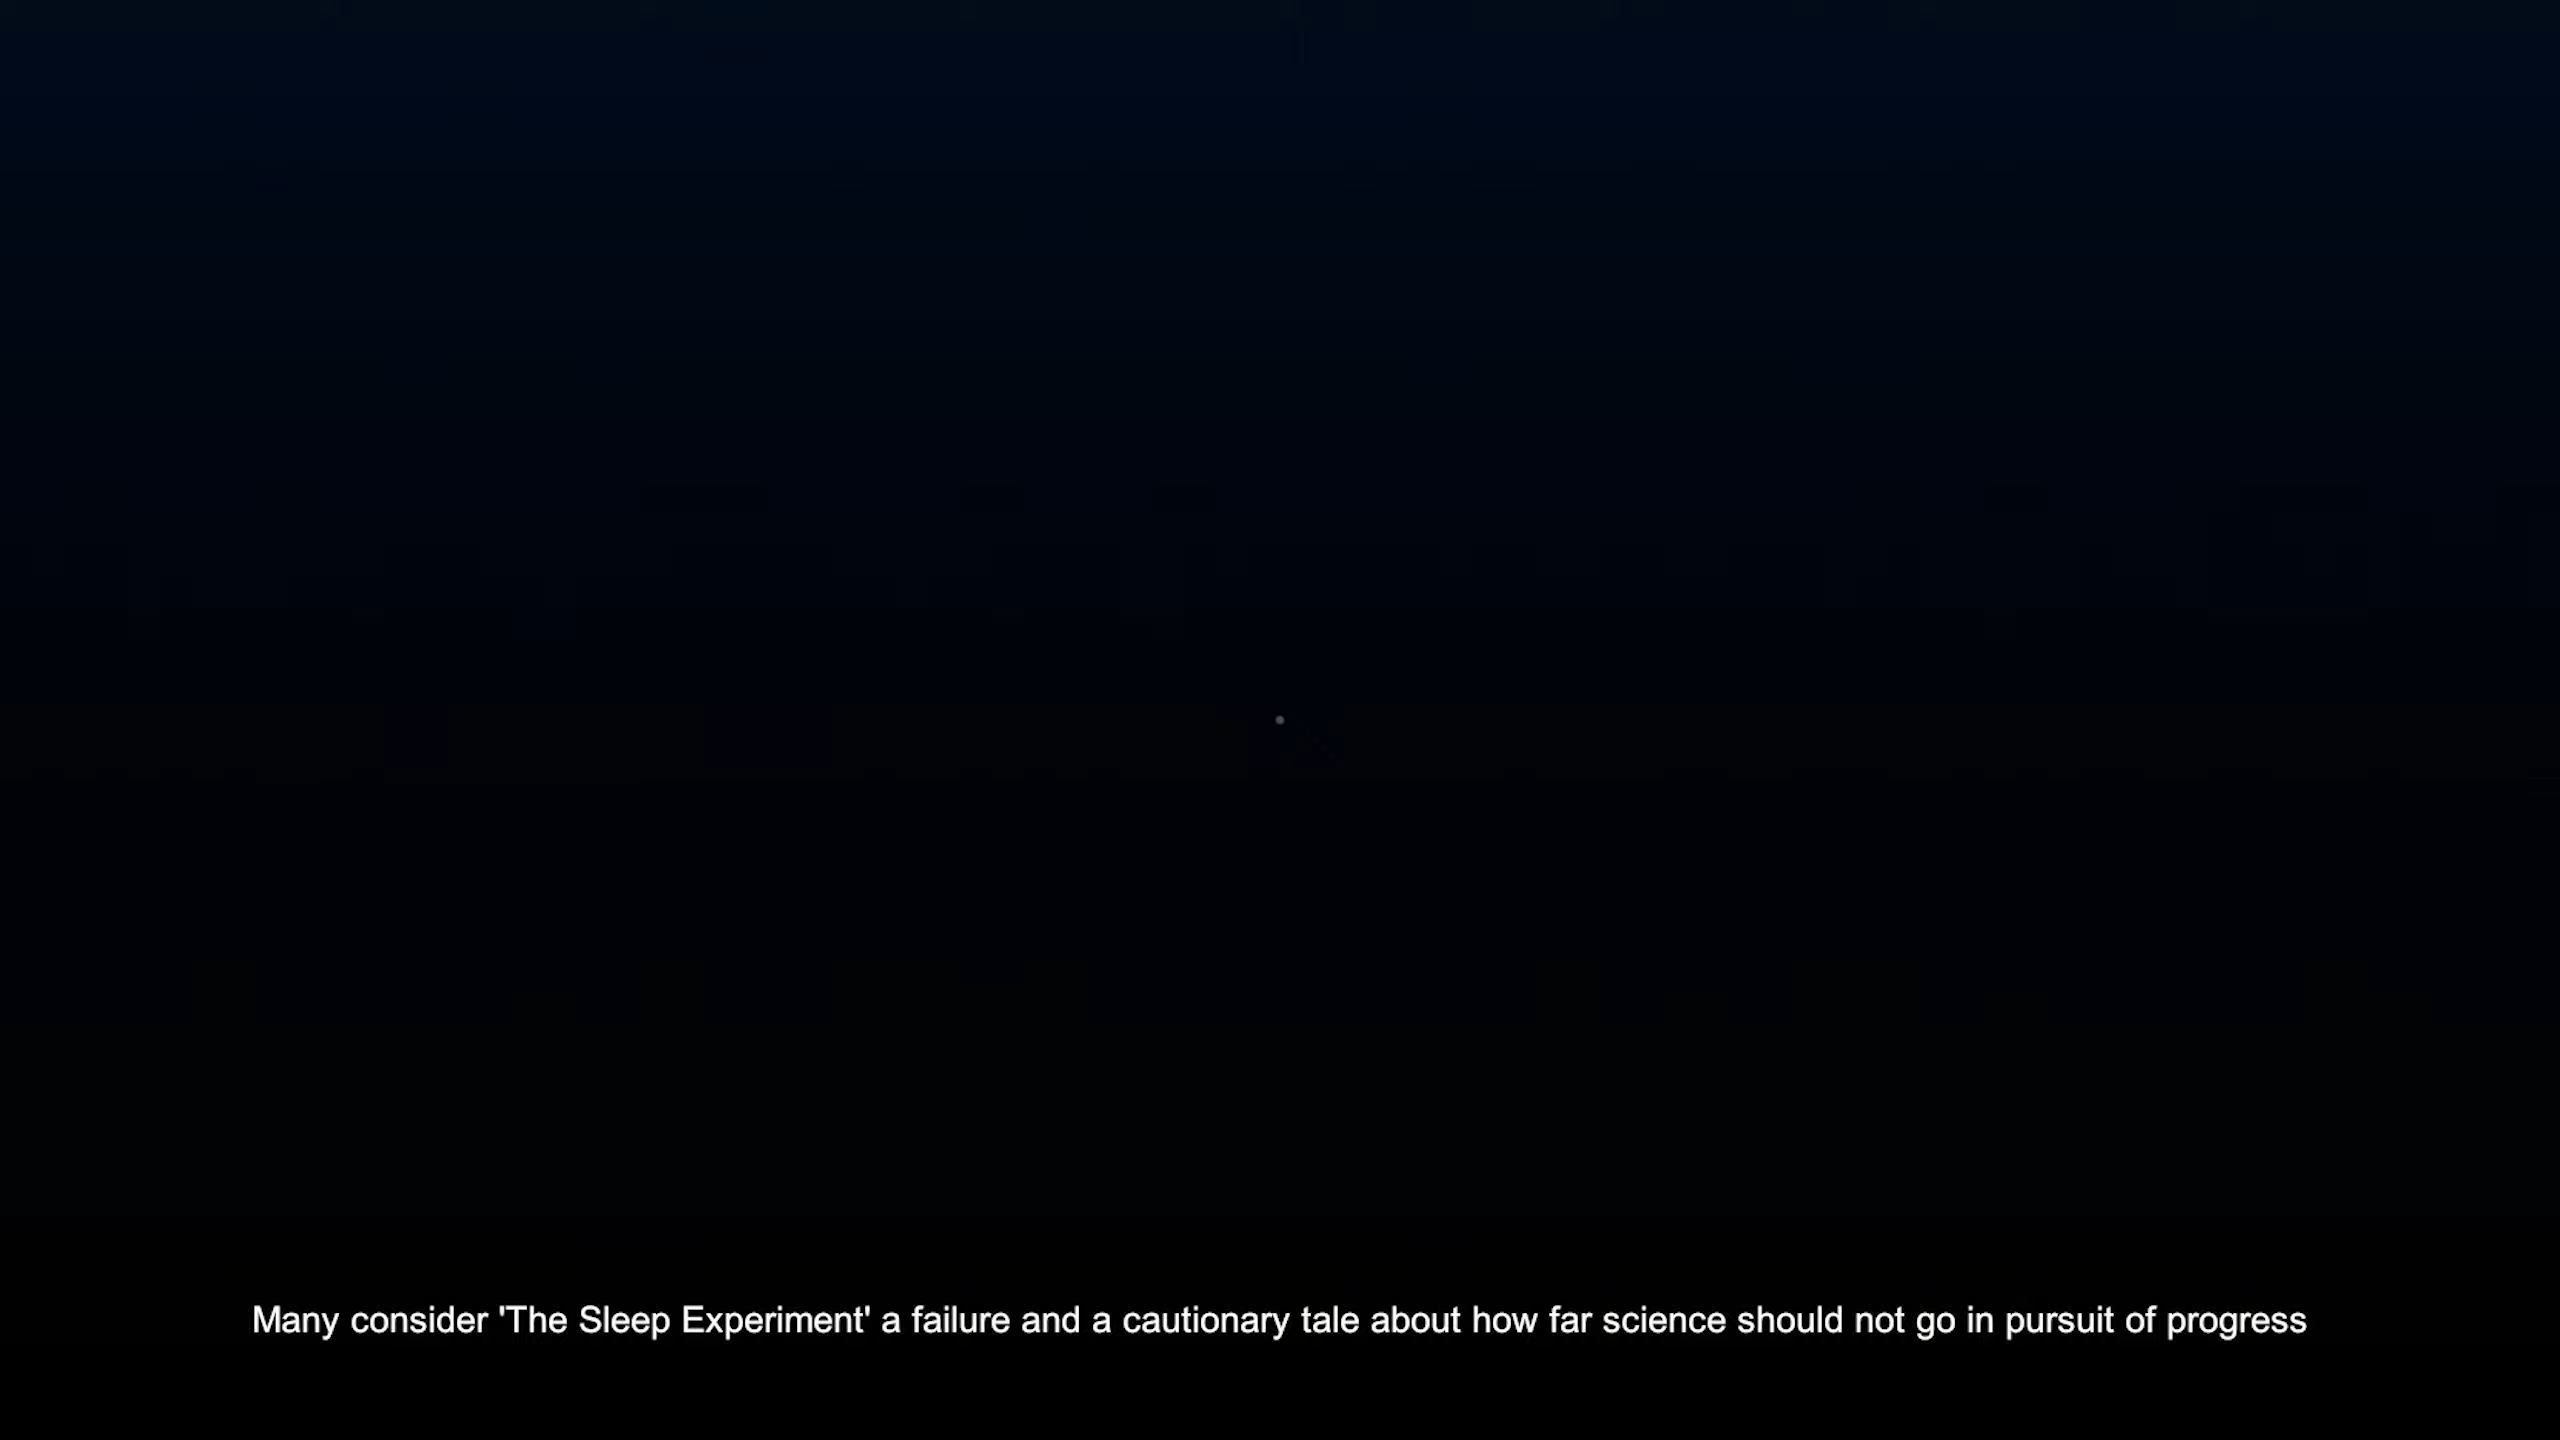 Many consider 'The Sleep Experiment' a failure and a cautionary tale about how far science should not go in pursuit of progress